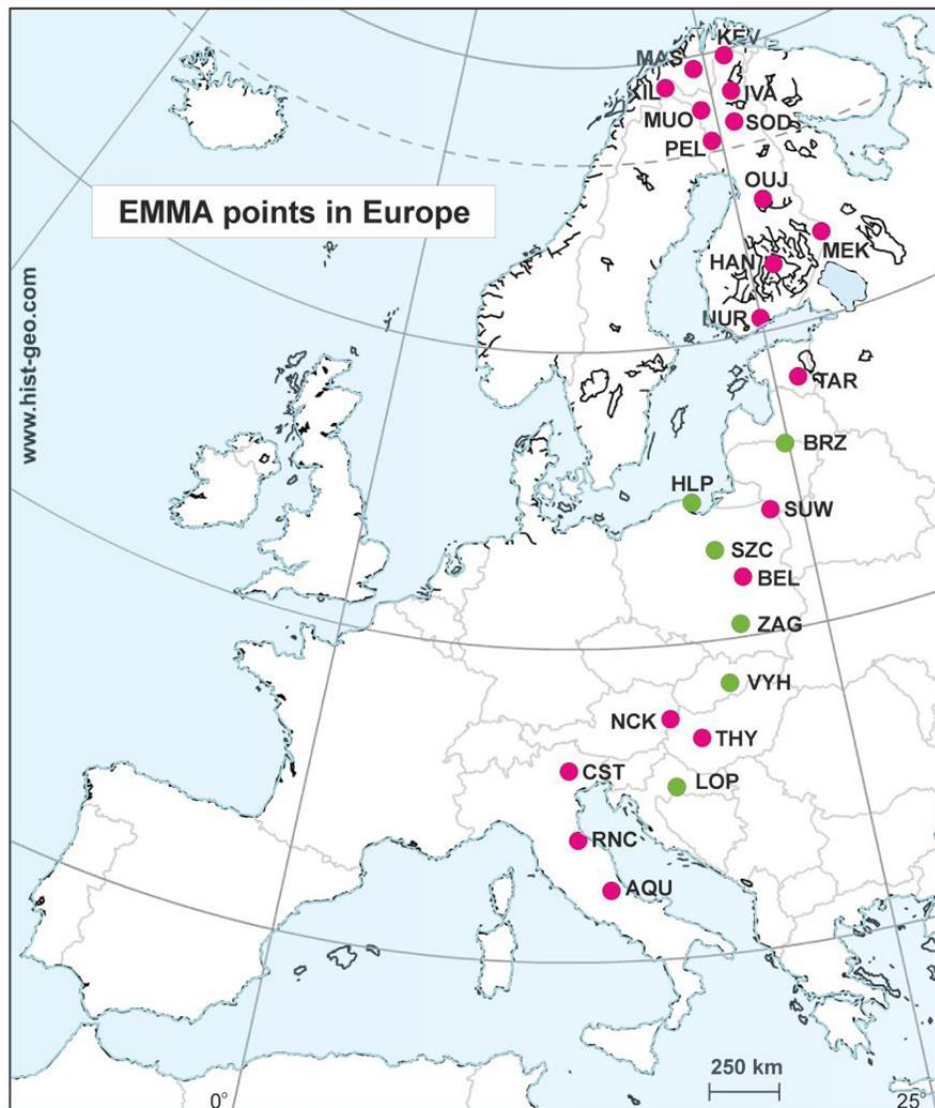 KEV
MAS
KIL
IVA
MUO
SOD
PEL
OUJ
EMMA points in Europe
MEK
HAN
NUR
www.hist-geo.com
TAR
BRZ
HLP
SUW
SZC
BEL
ZAG
VYH
NCK
THY
CST
LOP
RNC
AQU
250 km
0°
25°